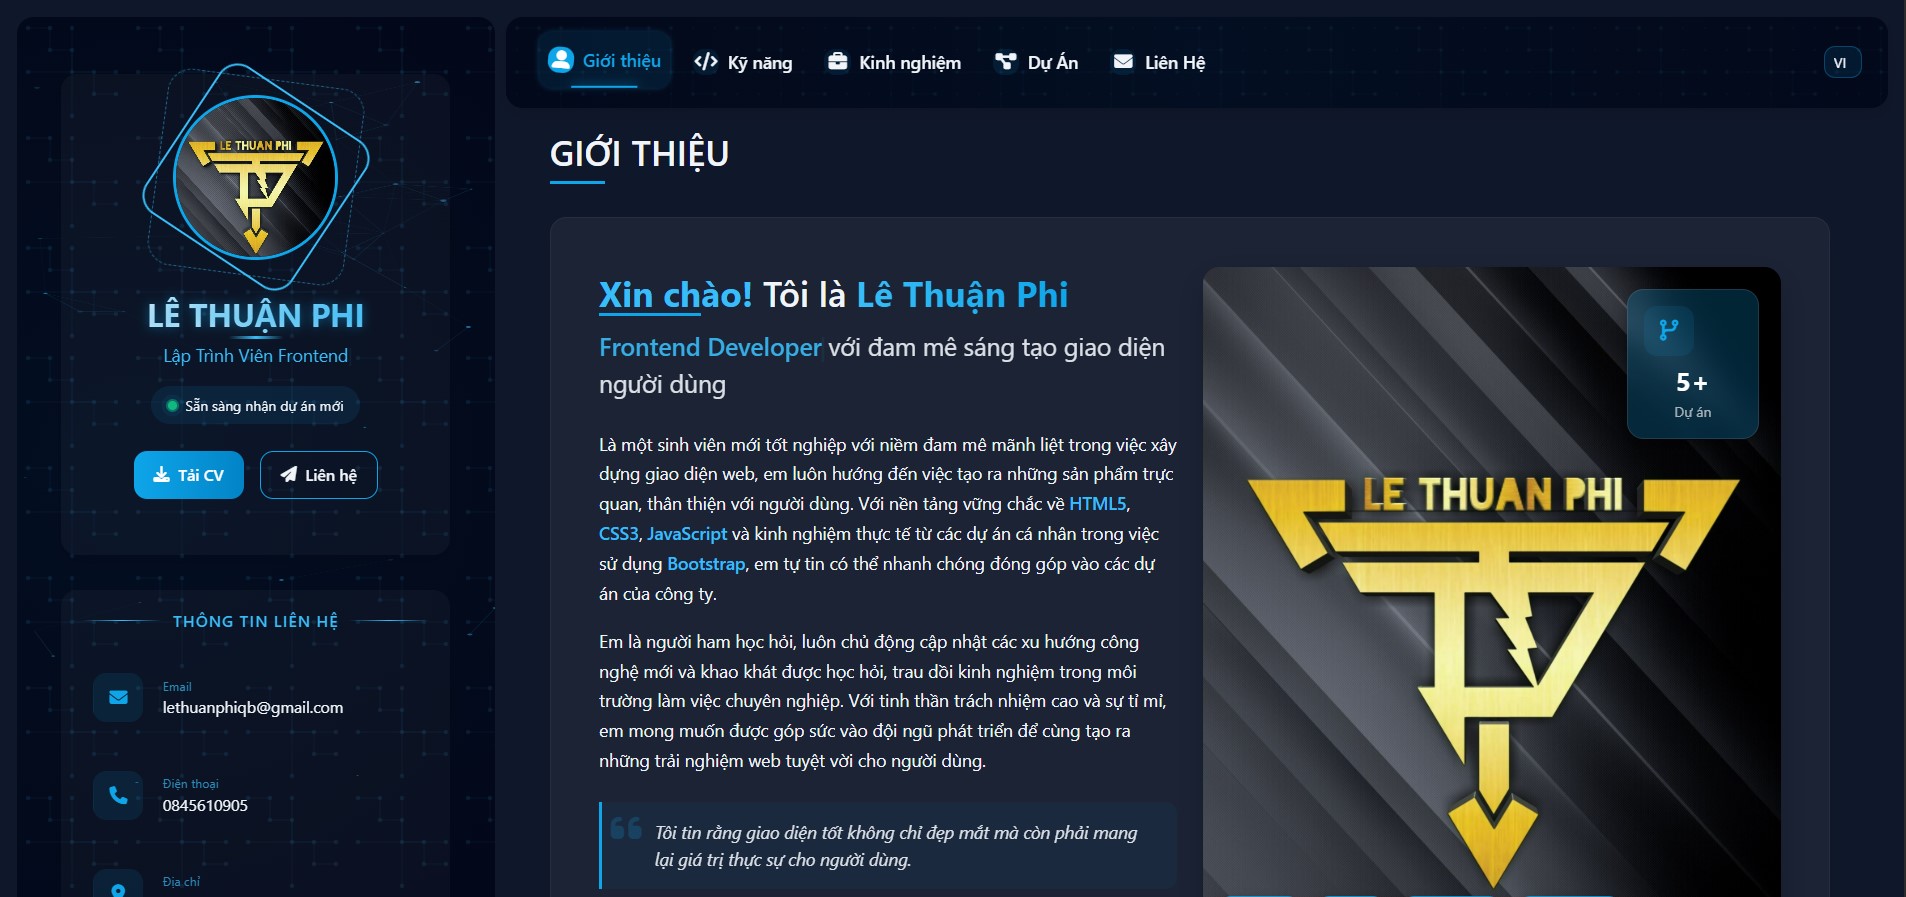 LE THUAN PHI
LÊ THUẬN PHI
Lập Trình Viên Frontend
Sẵn sàng nhận dự án mới
Tải CV
Liên hệ
THÔNG TIN LIÊN HỆ
Email
lethuanphiqb@gmail.com
Điện thoại
0845610905
Địa chỉ
Giới thiệu
Kỹ năng
Kinh nghiệm
Dự Án
Liên Hệ
VI
GIỚI THIỆU
Xin chào! Tôi là Lê Thuận Phi
Frontend Developer với đam mê sáng tạo giao diện
người dùng
Là một sinh viên mới tốt nghiệp với niềm đam mê mãnh liệt trong việc xây
dựng giao diện web, em luôn hướng đến việc tạo ra những sản phẩm trực
quan, thân thiện với người dùng. Với nền tảng vững chắc về HTML5,
CSS3, JavaScript và kinh nghiệm thực tế từ các dự án cá nhân trong việc
sử dụng Bootstrap, em tự tin có thể nhanh chóng đóng góp vào các dự
án của công ty.
Em là người ham học hỏi, luôn chủ động cập nhật các xu hướng công
nghệ mới và khao khát được học hỏi, trau dồi kinh nghiệm trong môi
trường làm việc chuyên nghiệp. Với tinh thần trách nhiệm cao và sự tỉ mỉ,
em mong muốn được góp sức vào đội ngũ phát triển để cùng tạo ra
những trải nghiệm web tuyệt vời cho người dùng.
Tôi tin rằng giao diện tốt không chỉ đẹp mắt mà còn phải mang
lại giá trị thực sự cho người dùng.
5+
Dự án
LE THUAN PHI